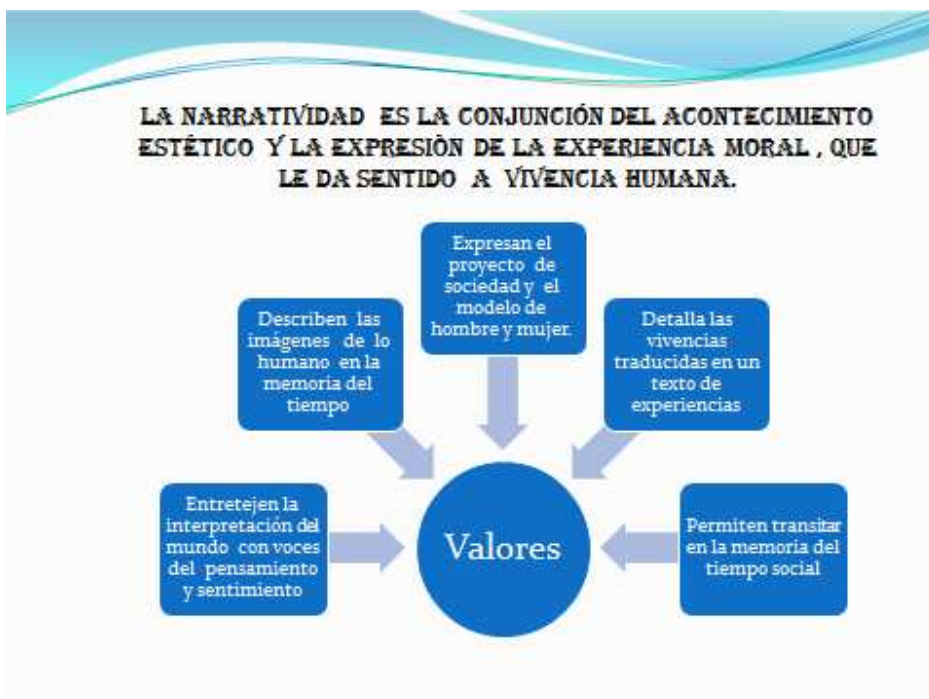 LA NARRATIVIDAD ES LA CONJUNCIÓN DEL ACONTECIMIENTO
ESTÉTICO Y LA EXPRESIÒN DE LA EXPERIENCIA MORAL , QUE
LE DA SENTIDO A VIVENCIA HUMANA.
Entretejen la
interpretación del
mundo con voces
del pensamiento
y sentimiento
Describen las
imágenes de lo
humano en la
memoria del
tiempo
Expresan el
proyecto de
sociedad y el
modelo de
hombre y mujer.
Detalla las
vivencias
traducidas en un
texto de
experiencias
Permiten transitar
en la memoria del
tiempo social
Valores